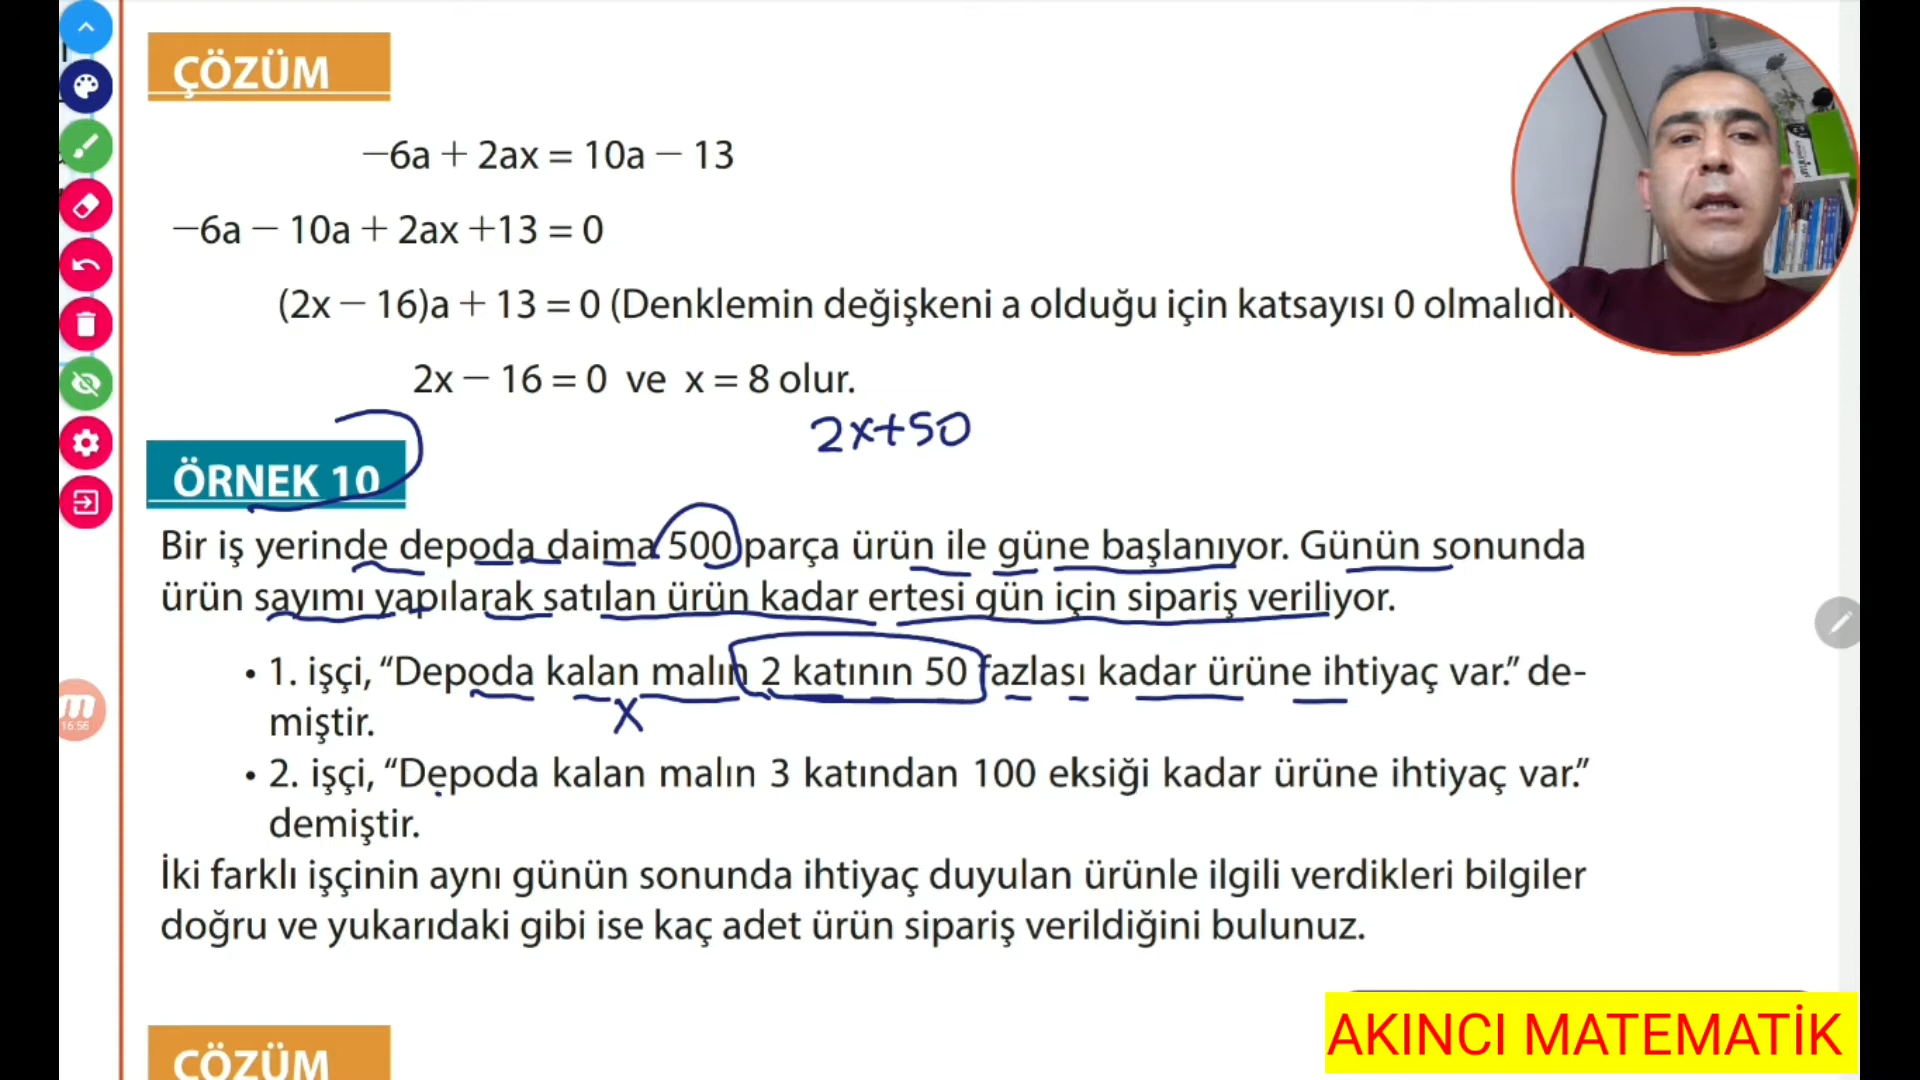 ÇÖZÜM
−6a + 2ax = 10a − 13
−6a − 10a + 2ax +13 = 0
(2x − 16)a + 13 = 0 (Denklemin değişkeni a olduğu için katsayısı 0 olmalıdır.
2x − 16 = 0 ve x = 8 olur.
2x+50
ÖRNEK 10
Bir iş yerinde depoda daima 500 parça ürün ile güne başlanıyor. Günün sonunda
ürün sayımı yapılarak satılan ürün kadar ertesi gün için sipariş veriliyor.
• 1. işçi, “Depoda kalan malın 2 katının 50 fazlası kadar ürüne ihtiyaç var.” de-
x
miştir.
• 2. işçi, “Depoda kalan malın 3 katından 100 eksiği kadar ürüne ihtiyaç var.”
demiştir.
İki farklı işçinin aynı günün sonunda ihtiyaç duyulan ürünle ilgili verdikleri bilgiler
doğru ve yukarıdaki gibi ise kaç adet ürün sipariş verildiğini bulunuz.
m
16:56
AKINCI MATEMATİK
ÇÖZÜM